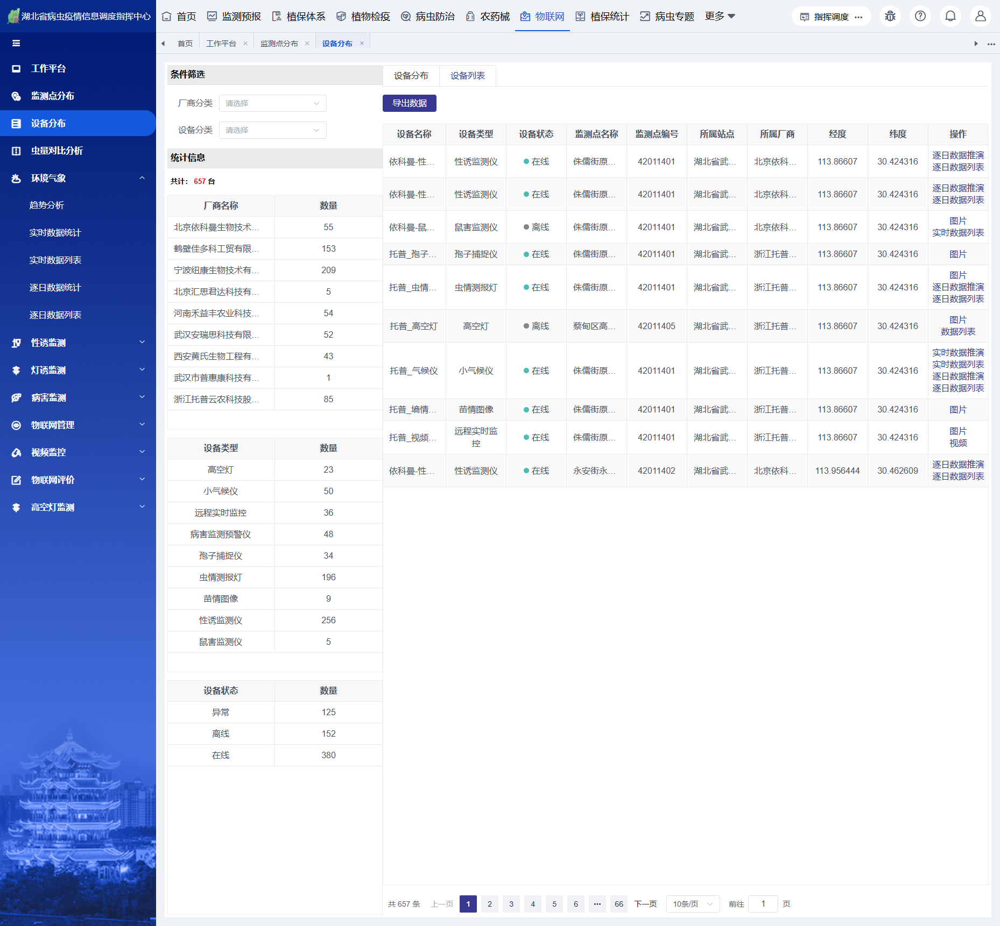 湖北省病虫疫情信息调度指挥中心
首页 监测预报 植保体系 植物检疫 病虫防治 农药械 物联网 植保统计 病虫专题 更多
指挥调度 ...
首页 工作平台 × 监测点分布 × 设备分布 × ...
工作平台
监测点分布
设备分布
虫量对比分析
环境气象
趋势分析
实时数据统计
实时数据列表
逐日数据统计
逐日数据列表
性诱监测
灯诱监测
病害监测
物联网管理
视频监控
物联网评价
高空灯监测
条件筛选
厂商分类 请选择
设备分类 请选择
统计信息
共计： 657 台
厂商名称 数量
北京依科曼生物技术... 55
鹤壁佳多科工贸有限... 153
宁波纽康生物技术有... 209
北京汇思君达科技有... 5
河南禾益丰农业科技... 54
武汉安瑞思科技有限... 52
西安黄氏生物工程有... 43
武汉市普惠康科技有... 1
浙江托普云农科技股... 85
设备类型 数量
高空灯 23
小气候仪 50
远程实时监控 36
病害监测预警仪 48
孢子捕捉仪 34
虫情测报灯 196
苗情图像 9
性诱监测仪 256
鼠害监测仪 5
设备状态 数量
异常 125
离线 152
在线 380
设备分布 设备列表
导出数据
设备名称 设备类型 设备状态 监测点名称 监测点编号 所属站点 所属厂商 经度 纬度 操作
依科曼-性... 性诱监测仪 在线 侏儒街原... 42011401 湖北省武... 北京依科... 113.86607 30.424316 逐日数据推演
逐日数据列表
依科曼-性... 性诱监测仪 在线 侏儒街原... 42011401 湖北省武... 北京依科... 113.86607 30.424316 逐日数据推演
逐日数据列表
依科曼-鼠... 鼠害监测仪 离线 侏儒街原... 42011401 湖北省武... 北京依科... 113.86607 30.424316 图片
实时数据列表
托普_孢子... 孢子捕捉仪 在线 侏儒街原... 42011401 湖北省武... 浙江托普... 113.86607 30.424316 图片
托普_虫情... 虫情测报灯 在线 侏儒街原... 42011401 湖北省武... 浙江托普... 113.86607 30.424316 图片
逐日数据推演
逐日数据列表
托普_高空灯 高空灯 离线 蔡甸区高... 42011405 湖北省武... 浙江托普... 113.86607 30.424316 图片
数据列表
托普_气候仪 小气候仪 在线 侏儒街原... 42011401 湖北省武... 浙江托普... 113.86607 30.424316 实时数据推演
实时数据列表
逐日数据推演
逐日数据列表
托普_墒情... 苗情图像 在线 侏儒街原... 42011401 湖北省武... 浙江托普... 113.86607 30.424316 图片
托普_视频... 远程实时监控 在线 侏儒街原... 42011401 湖北省武... 浙江托普... 113.86607 30.424316 图片
视频
依科曼-性... 性诱监测仪 在线 永安街永... 42011402 湖北省武... 北京依科... 113.956444 30.462609 逐日数据推演
逐日数据列表
共 657 条 上一页 1 2 3 4 5 6 ... 66 下一页 10条/页 前往 1 页